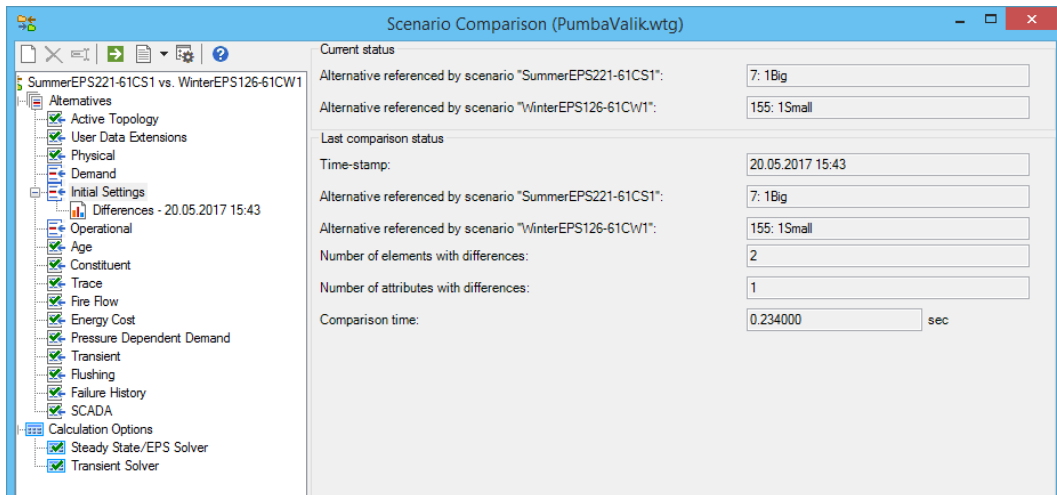 Scenario Comparison (PumbaValik.wtg)
SummerEPS221-61CS1 vs. WinterEPS126-61CW1
Alternatives
Active Topology
User Data Extensions
Physical
Demand
Initial Settings
Differences - 20.05.2017 15:43
Operational
Age
Constituent
Trace
Fire Flow
Energy Cost
Pressure Dependent Demand
Transient
Flushing
Failure History
SCADA
Calculation Options
Steady State/EPS Solver
Transient Solver
Current status
Alternative referenced by scenario "SummerEPS221-61CS1": 7: 1Big
Alternative referenced by scenario "WinterEPS126-61CW1": 155: 1Small
Last comparison status
Time-stamp: 20.05.2017 15:43
Alternative referenced by scenario "SummerEPS221-61CS1": 7: 1Big
Alternative referenced by scenario "WinterEPS126-61CW1": 155: 1Small
Number of elements with differences: 2
Number of attributes with differences: 1
Comparison time: 0.234000 sec